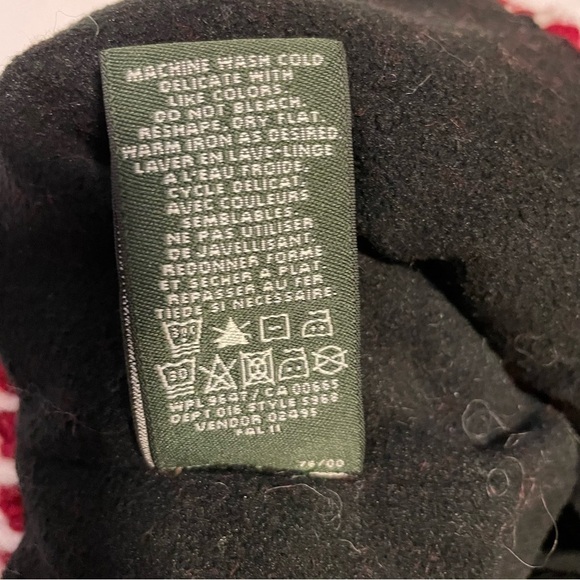 MACHINE WASH COLD
DELICATE WITH
LIKE COLORS.
DO NOT BLEACH.
RESHAPE, DRY FLAT.
WARM IRON AS DESIRED.
LAVER EN LAVE-LINGE
A L'EAU FROIDE,
CYCLE DELICAT,
AVEC COULEURS
SEMBLABLES.
NE PAS UTILISER
DE JAVELLISANT.
REDONNER FORME
ET SECHER A PLAT
REPASSER AU FER
TIEDE SI NECESSAIRE.
30
WPL 9647 / CA 00665
DEPT 016 STYLE 5968
VENDOR 03495
FAL 11